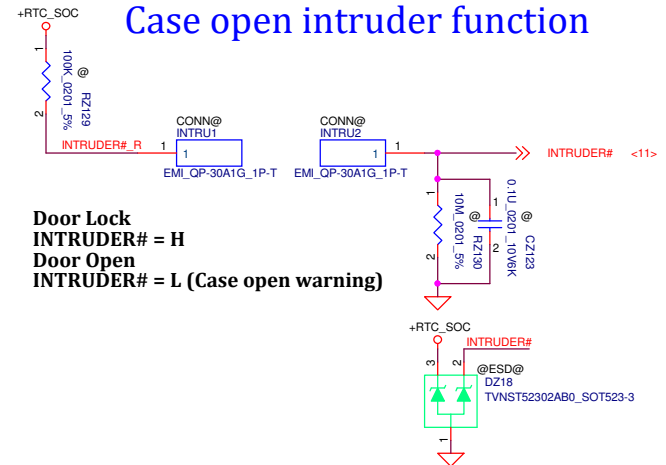 Case open intruder function
+RTC_SOC
1
100K_0201_5%
@
RZ129
2
INTRUDER#_R
1
CONN@
INTRU1
1
EMI_QP-30A1G_1P-T
CONN@
INTRU2
1
1
EMI_QP-30A1G_1P-T
INTRUDER# <11>
1
10M_0201_5%
@
RZ130
2
1
0.1U_0201_10V6K
@
CZ123
2
Door Lock
INTRUDER# = H
Door Open
INTRUDER# = L (Case open warning)
+RTC_SOC
INTRUDER#
3
2
@ESD@
DZ18
TVNST52302AB0_SOT523-3
1